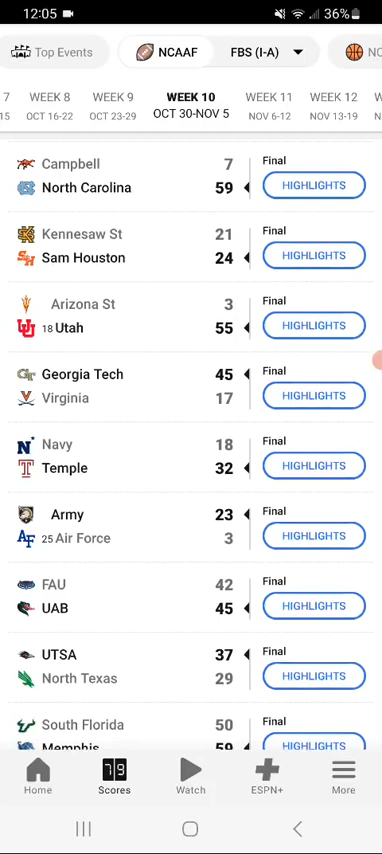 12:05 36%
Top Events NCAAF FBS (I-A) NC
7 WEEK 8 WEEK 9 WEEK 10 WEEK 11 WEEK 12 W
15 OCT 16-22 OCT 23-29 OCT 30-NOV 5 NOV 6-12 NOV 13-19 N
Campbell 7 Final
North Carolina 59 HIGHLIGHTS
Kennesaw St 21 Final
Sam Houston 24 HIGHLIGHTS
Arizona St 3 Final
18 Utah 55 HIGHLIGHTS
Georgia Tech 45 Final
Virginia 17 HIGHLIGHTS
Navy 18 Final
Temple 32 HIGHLIGHTS
Army 23 Final
25 Air Force 3 HIGHLIGHTS
FAU 42 Final
UAB 45 HIGHLIGHTS
UTSA 37 Final
North Texas 29 HIGHLIGHTS
South Florida 50 Final
Memphis 59 HIGHLIGHTS
Home Scores Watch ESPN+ More